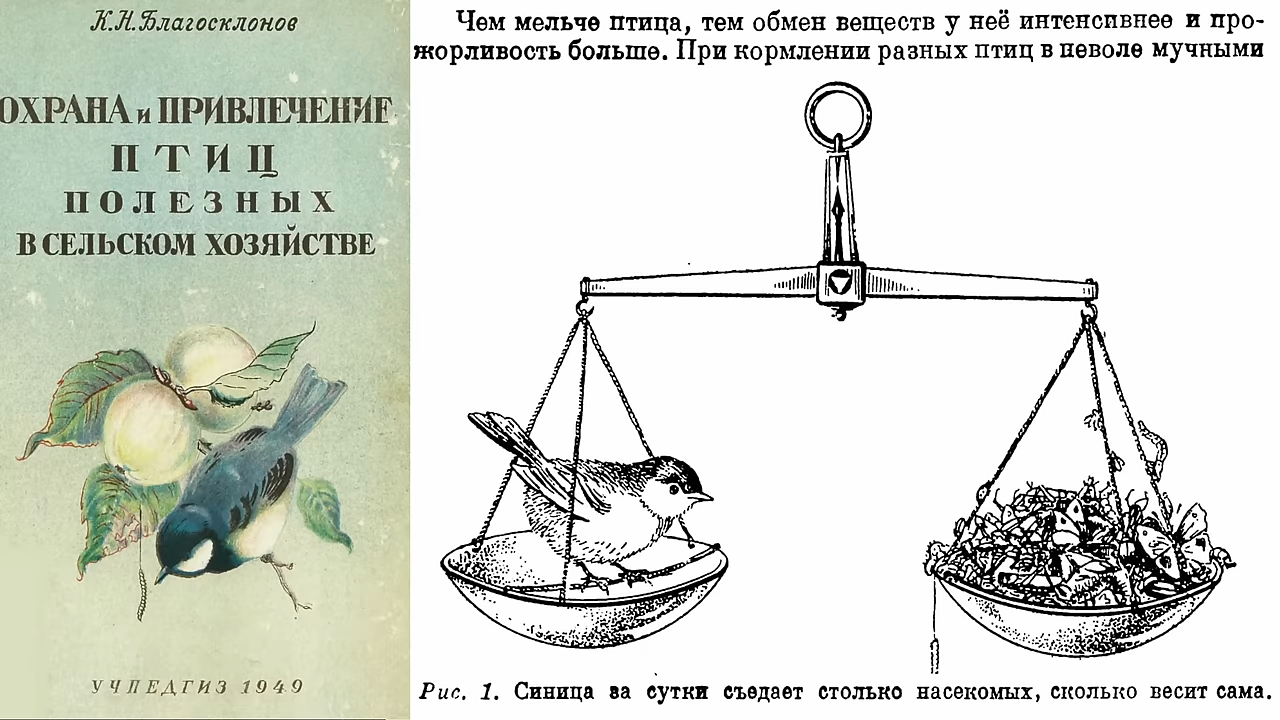 К. Н. Благосклонов
ОХРАНА и ПРИВЛЕЧЕНИЕ
ПТИЦ
ПОЛЕЗНЫХ
В СЕЛЬСКОМ ХОЗЯЙСТВЕ
УЧПЕДГИЗ 1949
Чем мельче птица, тем обмен веществ у неё интенсивнее и про-
жорливость больше. При кормлении разных птиц в неволе мучными
Рис. 1. Синица за сутки съедает столько насекомых, сколько весит сама.